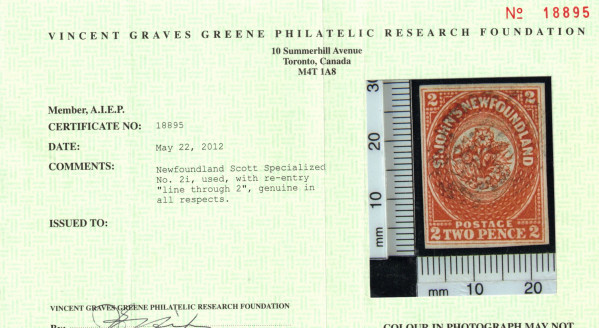 Nº 18895
VINCENT GRAVES GREENE PHILATELIC RESEARCH FOUNDATION
10 Summerhill Avenue
Toronto, Canada
M4T 1A8
Member, A.I.E.P.
CERTIFICATE NO: 18895
DATE: May 22, 2012
COMMENTS: Newfoundland Scott Specialized
No. 2i, used, with re-entry
"line through 2", genuine in
all respects.
ISSUED TO:
30
20
10
mm
2 2
ST. JOHN'S NEWFOUNDLAND
POSTAGE
2 TWO PENCE 2
mm 10 20
VINCENT GRAVES GREENE PHILATELIC RESEARCH FOUNDATION
By:
COLOUR IN PHOTOGRAPH MAY NOT